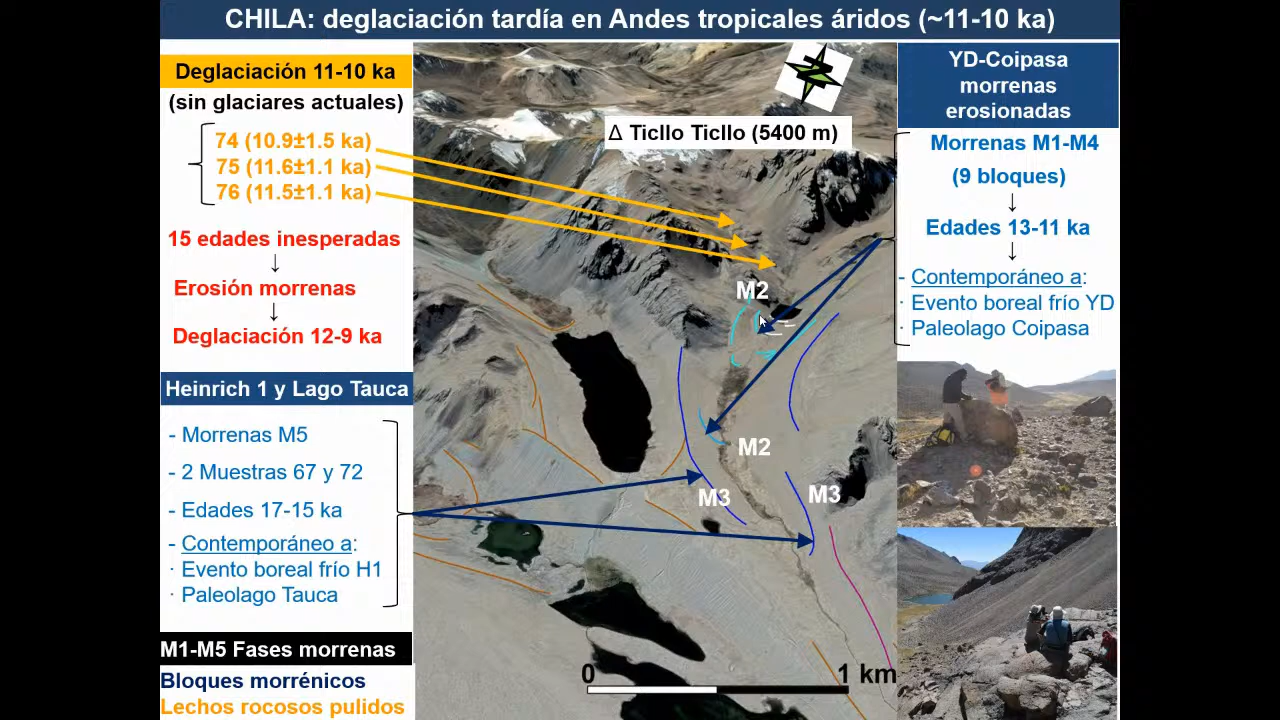 CHILA: deglaciación tardía en Andes tropicales áridos (~11-10 ka)
Deglaciación 11-10 ka
(sin glaciares actuales)
74 (10.9±1.5 ka)
75 (11.6±1.1 ka)
76 (11.5±1.1 ka)
15 edades inesperadas
↓
Erosión morrenas
↓
Deglaciación 12-9 ka
Heinrich 1 y Lago Tauca
- Morrenas M5
- 2 Muestras 67 y 72
- Edades 17-15 ka
- Contemporáneo a:
· Evento boreal frío H1
· Paleolago Tauca
M1-M5 Fases morrenas
Bloques morrénicos
Lechos rocosos pulidos
Δ Ticllo Ticllo (5400 m)
M2
M2
M3
M3
0 1 km
YD-Coipasa
morrenas
erosionadas
Morrenas M1-M4
(9 bloques)
↓
Edades 13-11 ka
↓
- Contemporáneo a:
· Evento boreal frío YD
· Paleolago Coipasa